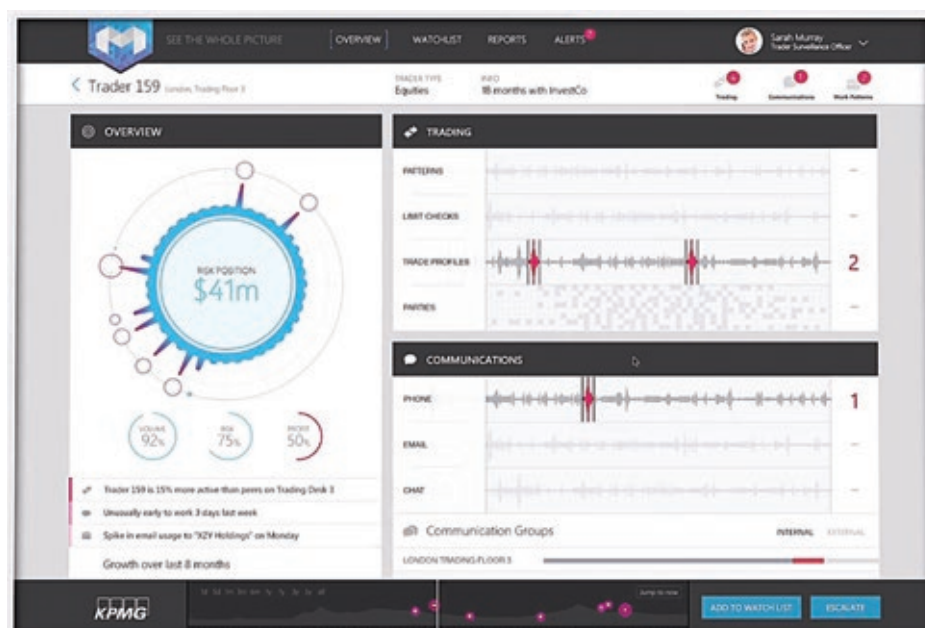 SEE THE WHOLE PICTURE
OVERVIEW
WATCHLIST
REPORTS
ALERTS
Sarah Murray
Trader Surveillance Officer
Trader 159
London, Trading Floor 3
TRADER TYPE
Equities
INFO
18 months with InvestCo
Trading
Communications
Work Patterns
OVERVIEW
RISK POSITION
$41m
VOLUME
92%
RISK
75%
PROFIT
50%
Trader 159 is 15% more active than peers on Trading Desk 3
Unusually early to work 3 days last week
Spike in email usage to "XZY Holdings" on Monday
Growth over last 8 months
TRADING
PATTERNS
LIMIT CHECKS
TRADE PROFILES
2
PARTIES
COMMUNICATIONS
PHONE
1
EMAIL
CHAT
Communication Groups
INTERNAL
EXTERNAL
LONDON TRADING FLOOR 3
KPMG
Jump to now
ADD TO WATCH LIST
ESCALATE